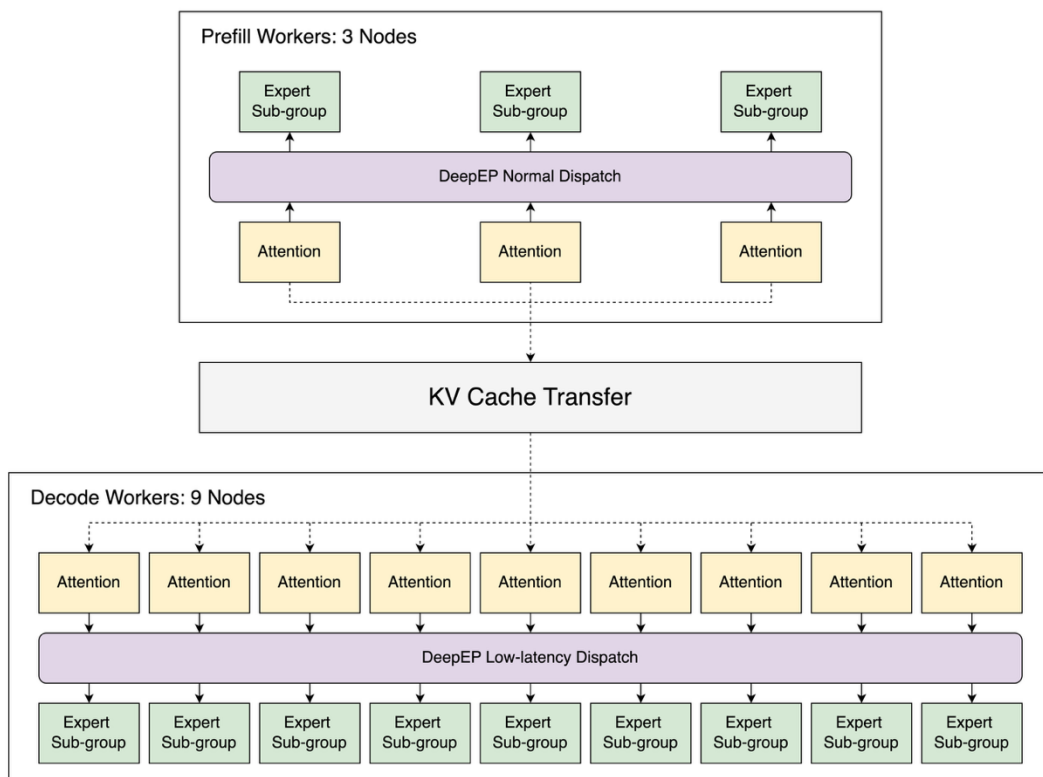 Prefill Workers: 3 Nodes
Expert
Sub-group
Expert
Sub-group
Expert
Sub-group
DeepEP Normal Dispatch
Attention
Attention
Attention
KV Cache Transfer
Decode Workers: 9 Nodes
Attention
Attention
Attention
Attention
Attention
Attention
Attention
Attention
Attention
DeepEP Low-latency Dispatch
Expert
Sub-group
Expert
Sub-group
Expert
Sub-group
Expert
Sub-group
Expert
Sub-group
Expert
Sub-group
Expert
Sub-group
Expert
Sub-group
Expert
Sub-group